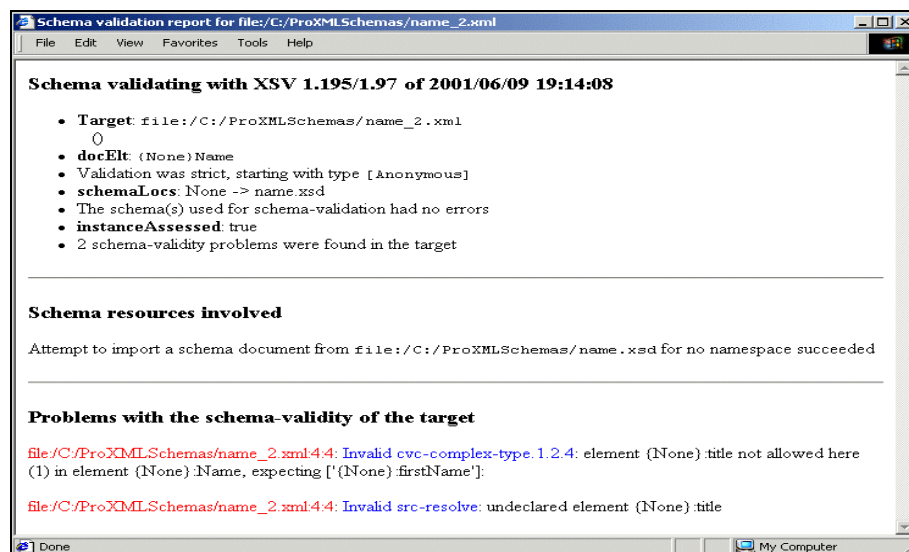 Schema validation report for file:/C:/ProXMLSchemas/name_2.xml
File Edit View Favorites Tools Help
Schema validating with XSV 1.195/1.97 of 2001/06/09 19:14:08
• Target: file:/C:/ProXMLSchemas/name_2.xml
()
• docElt: {None}Name
• Validation was strict, starting with type [Anonymous]
• schemaLocs: None -> name.xsd
• The schema(s) used for schema-validation had no errors
• instanceAssessed: true
• 2 schema-validity problems were found in the target
Schema resources involved
Attempt to import a schema document from file:/C:/ProXMLSchemas/name.xsd for no namespace succeeded
Problems with the schema-validity of the target
file:/C:/ProXMLSchemas/name_2.xml:4:4: Invalid cvc-complex-type.1.2.4: element {None}:title not allowed here
(1) in element {None}:Name, expecting ['{None}:firstName']:
file:/C:/ProXMLSchemas/name_2.xml:4:4: Invalid src-resolve: undeclared element {None}:title
Done My Computer